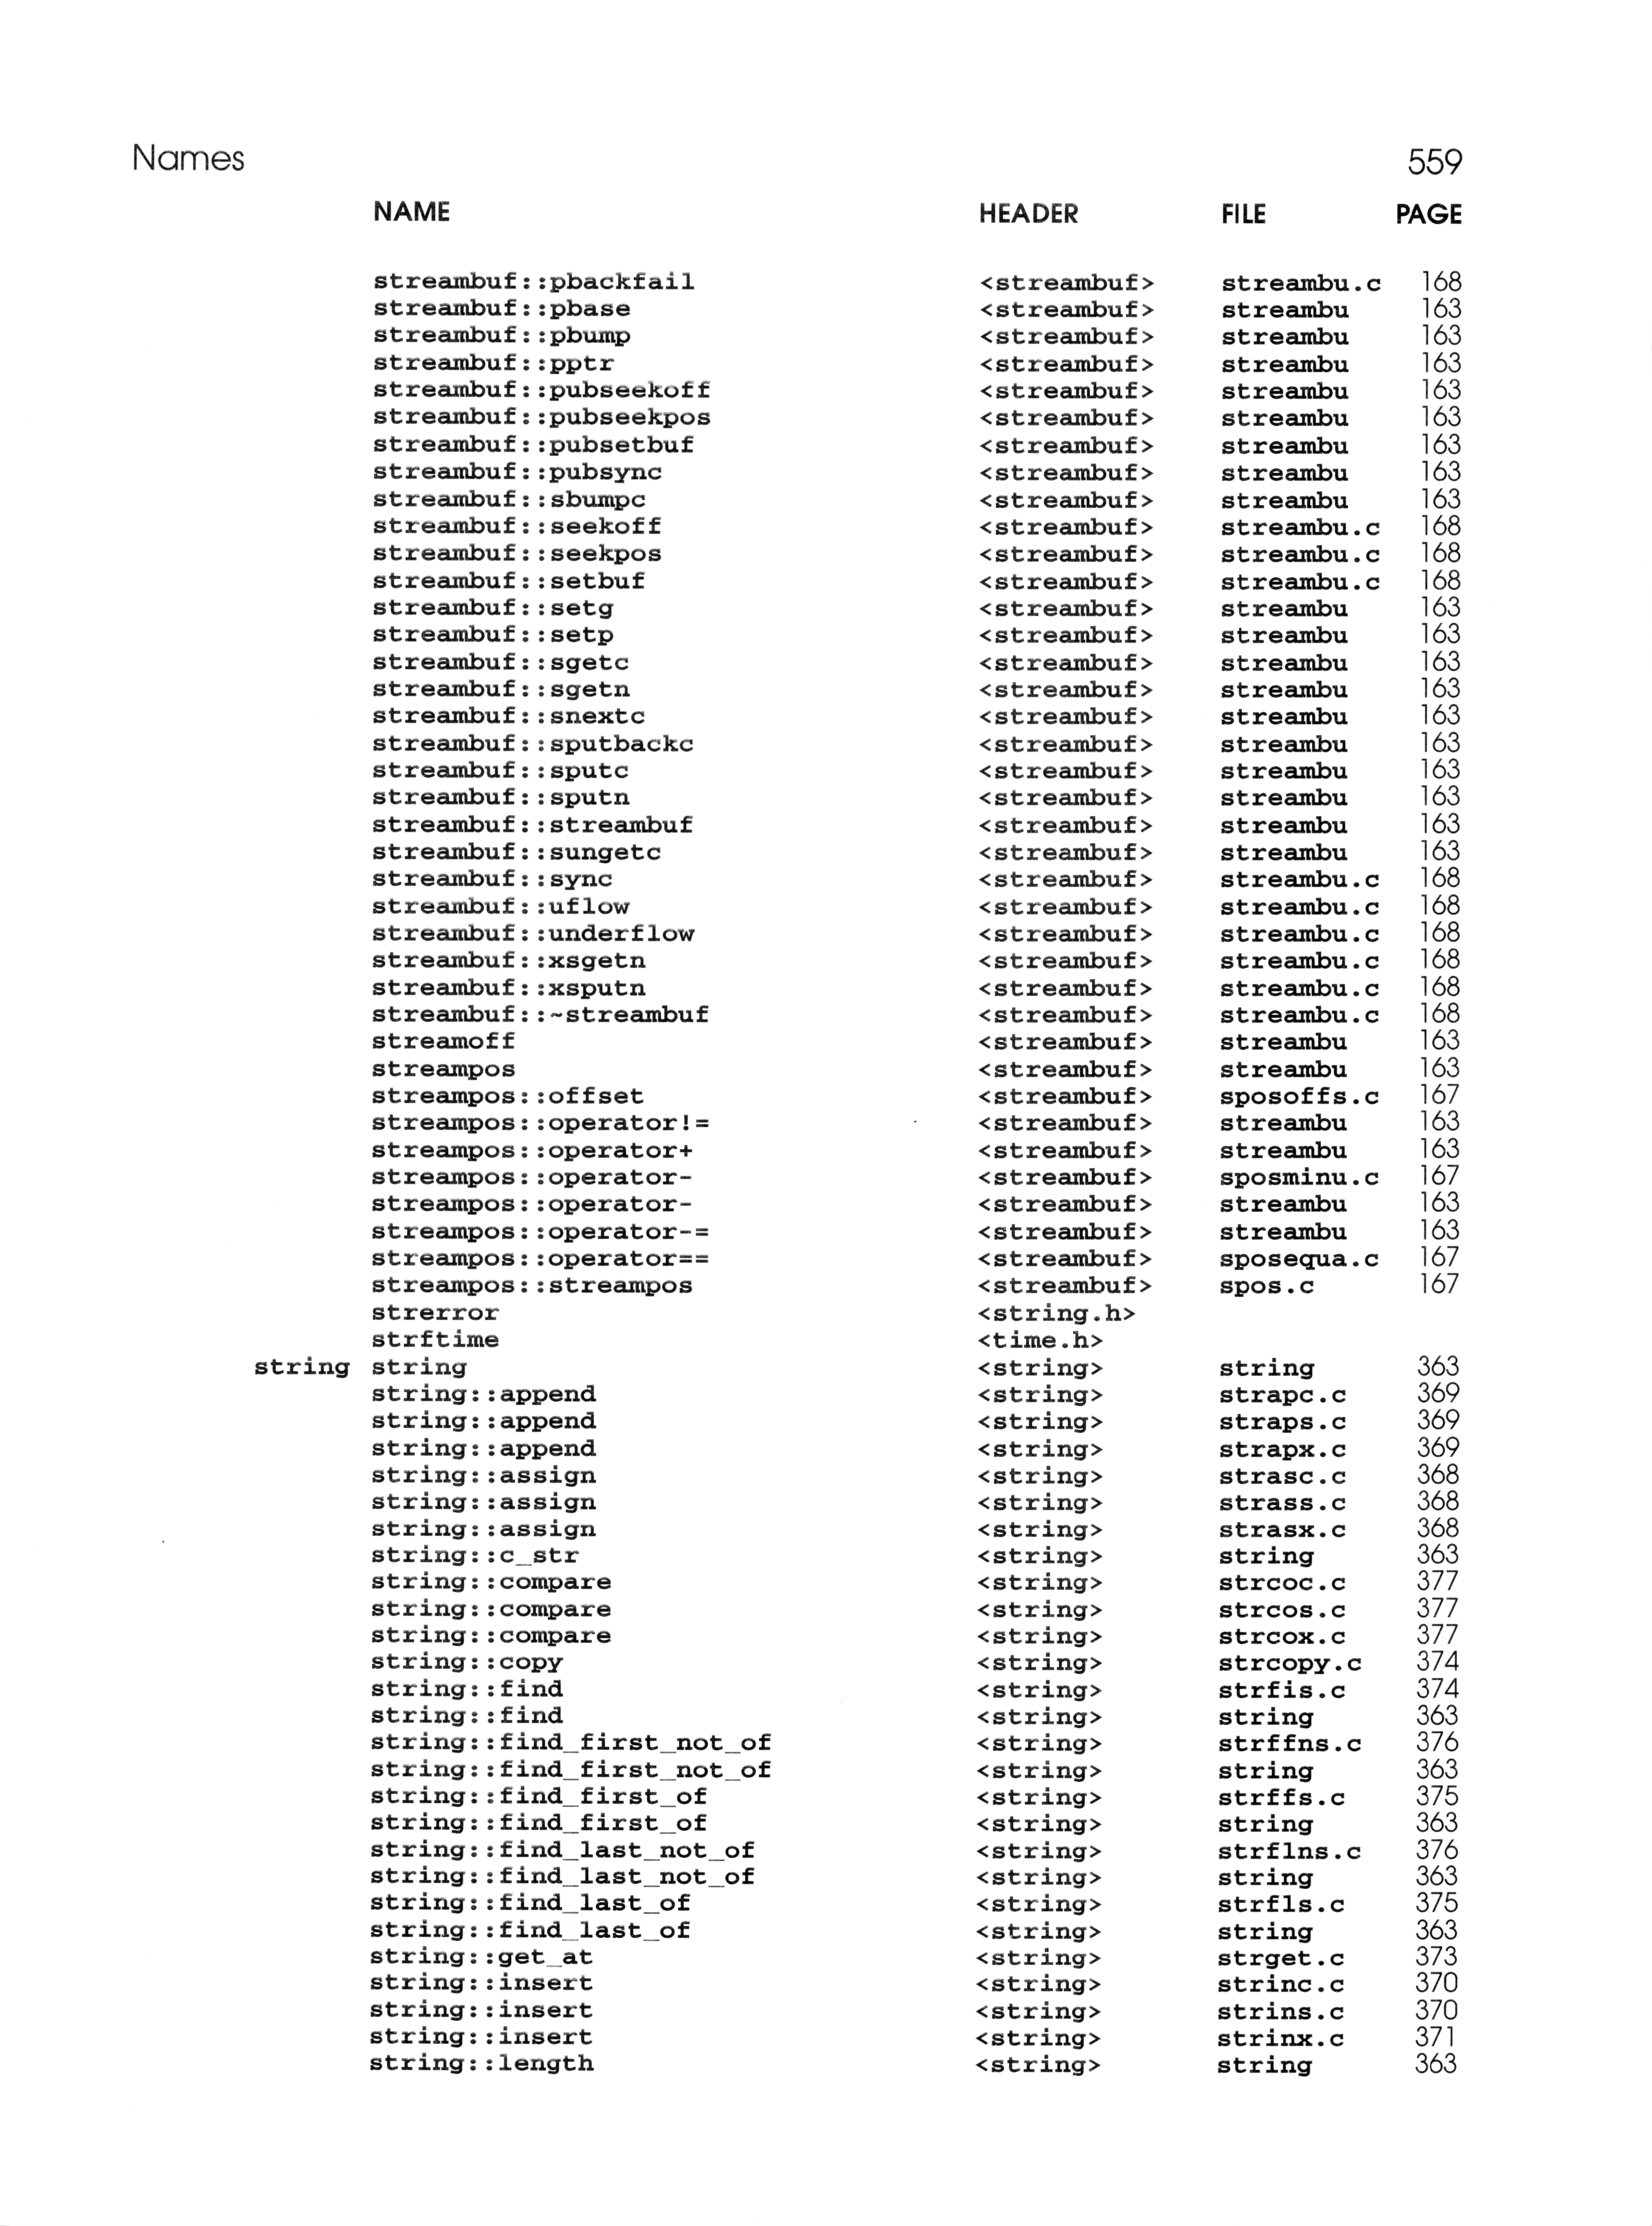 Names 559
NAME HEADER FILE PAGE
streambuf::pbackfail <streambuf> streambu.c 168
streambuf::pbase <streambuf> streambu 163
streambuf::pbump <streambuf> streambu 163
streambuf::pptr <streambuf> streambu 163
streambuf::pubseekoff <streambuf> streambu 163
streambuf::pubseekpos <streambuf> streambu 163
streambuf::pubsetbuf <streambuf> streambu 163
streambuf::pubsync <streambuf> streambu 163
streambuf::sbumpc <streambuf> streambu 163
streambuf::seekoff <streambuf> streambu.c 168
streambuf::seekpos <streambuf> streambu.c 168
streambuf::setbuf <streambuf> streambu.c 168
streambuf::setg <streambuf> streambu 163
streambuf::setp <streambuf> streambu 163
streambuf::sgetc <streambuf> streambu 163
streambuf::sgetn <streambuf> streambu 163
streambuf::snextc <streambuf> streambu 163
streambuf::sputbackc <streambuf> streambu 163
streambuf::sputc <streambuf> streambu 163
streambuf::sputn <streambuf> streambu 163
streambuf::streambuf <streambuf> streambu 163
streambuf::sungetc <streambuf> streambu 163
streambuf::sync <streambuf> streambu.c 168
streambuf::uflow <streambuf> streambu.c 168
streambuf::underflow <streambuf> streambu.c 168
streambuf::xsgetn <streambuf> streambu.c 168
streambuf::xsputn <streambuf> streambu.c 168
streambuf::~streambuf <streambuf> streambu.c 168
streamoff <streambuf> streambu 163
streampos <streambuf> streambu 163
streampos::offset <streambuf> sposoffs.c 167
streampos::operator!= <streambuf> streambu 163
streampos::operator+ <streambuf> streambu 163
streampos::operator- <streambuf> sposminu.c 167
streampos::operator- <streambuf> streambu 163
streampos::operator-= <streambuf> streambu 163
streampos::operator== <streambuf> sposequa.c 167
streampos::streampos <streambuf> spos.c 167
strerror <string.h>
strftime <time.h>
string string <string> string 363
string::append <string> strapc.c 369
string::append <string> straps.c 369
string::append <string> strapx.c 369
string::assign <string> strasc.c 368
string::assign <string> strass.c 368
string::assign <string> strasx.c 368
string::c_str <string> string 363
string::compare <string> strcoc.c 377
string::compare <string> strcos.c 377
string::compare <string> strcox.c 377
string::copy <string> strcopy.c 374
string::find <string> strfis.c 374
string::find <string> string 363
string::find_first_not_of <string> strffns.c 376
string::find_first_not_of <string> string 363
string::find_first_of <string> strffs.c 375
string::find_first_of <string> string 363
string::find_last_not_of <string> strflns.c 376
string::find_last_not_of <string> string 363
string::find_last_of <string> strfls.c 375
string::find_last_of <string> string 363
string::get_at <string> strget.c 373
string::insert <string> strinc.c 370
string::insert <string> strins.c 370
string::insert <string> strinx.c 371
string::length <string> string 363